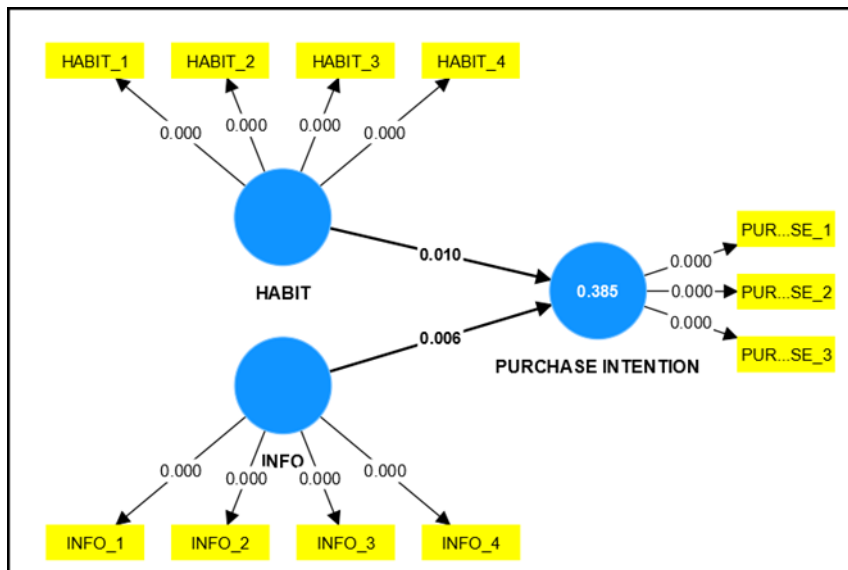 HABIT_1 HABIT_2 HABIT_3 HABIT_4
0.000 0.000 0.000 0.000
HABIT
0.010
0.385
PURCHASE INTENTION
0.000 PUR...SE_1
0.000 PUR...SE_2
0.000 PUR...SE_3
0.006
INFO
0.000 0.000 0.000 0.000
INFO_1 INFO_2 INFO_3 INFO_4